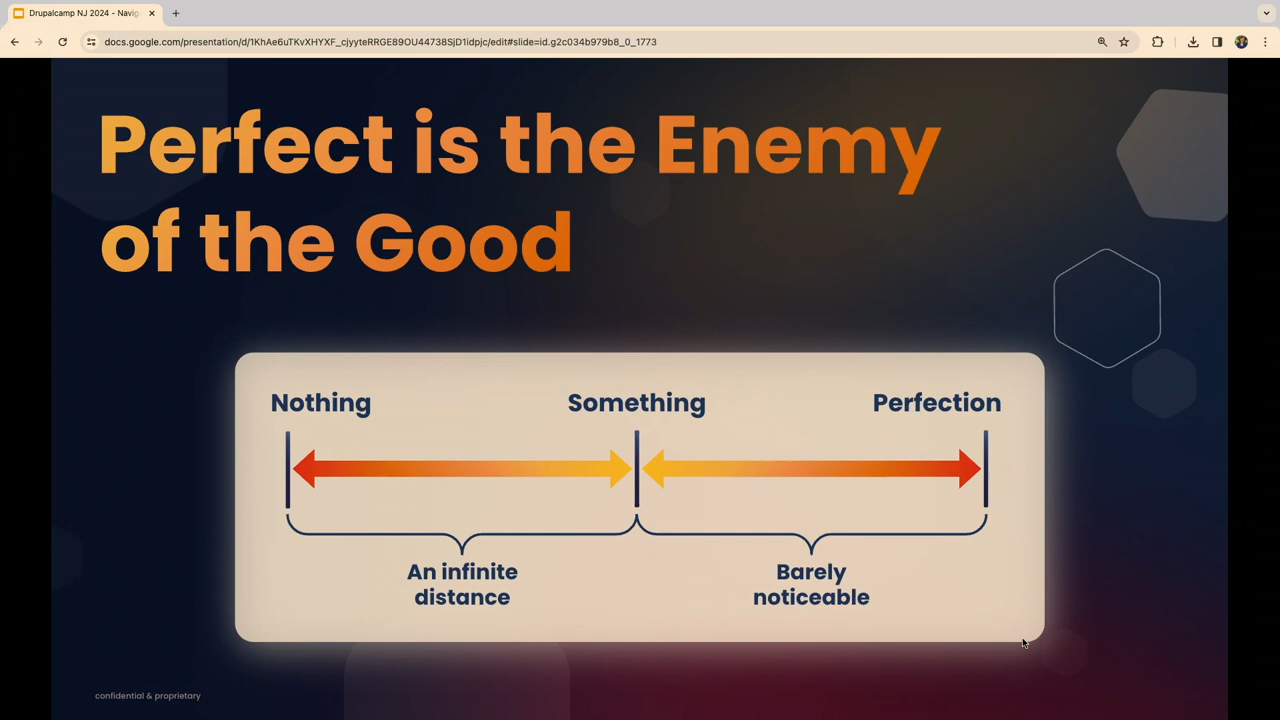 Drupalcamp NJ 2024 - Navig
docs.google.com/presentation/d/1KhAe6uTKvXHYXF_cjyyteRRGE89OU44738SjD1idpjc/edit#slide=id.g2c034b979b8_0_1773
Perfect is the Enemy
of the Good
Nothing Something Perfection
An infinite Barely
distance noticeable
confidential & proprietary